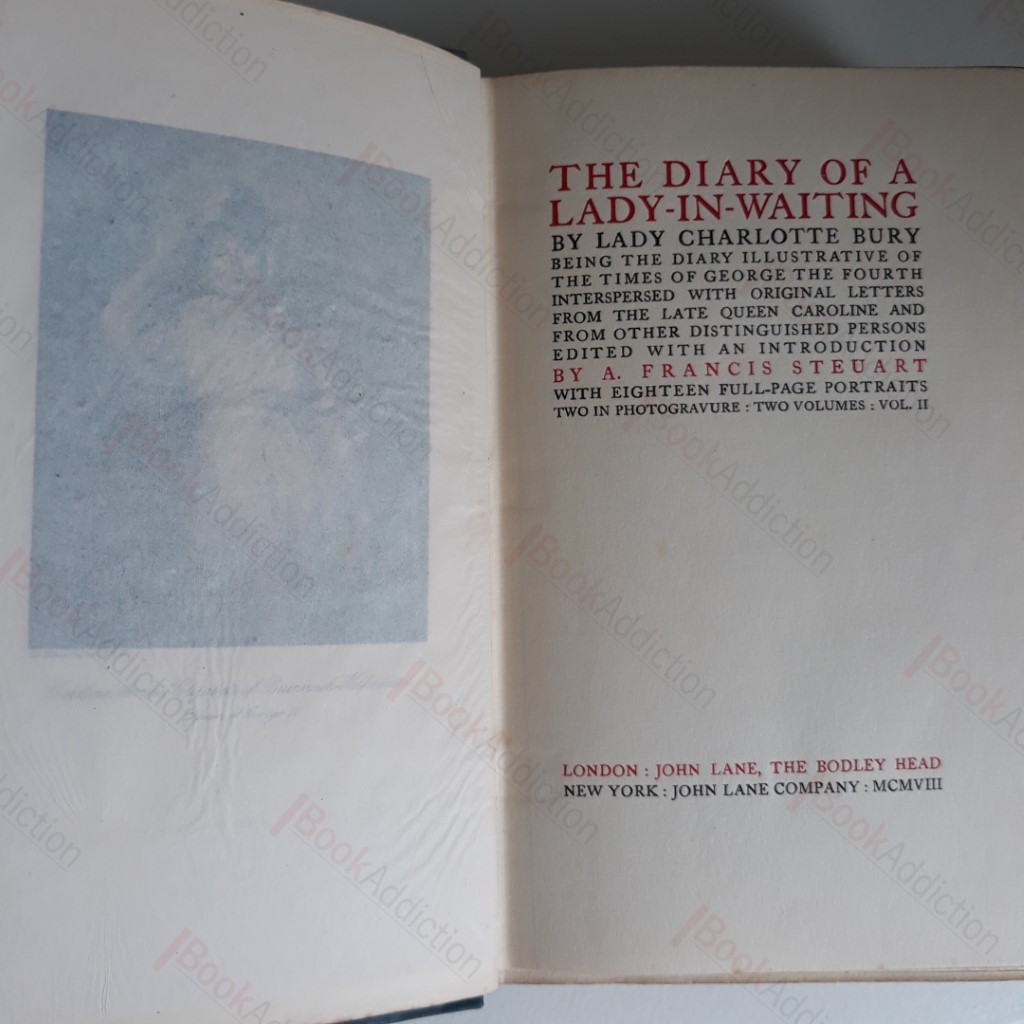 THE DIARY OF A
LADY-IN-WAITING
BY LADY CHARLOTTE BURY
BEING THE DIARY ILLUSTRATIVE OF
THE TIMES OF GEORGE THE FOURTH
INTERSPERSED WITH ORIGINAL LETTERS
FROM THE LATE QUEEN CAROLINE AND
FROM OTHER DISTINGUISHED PERSONS
EDITED WITH AN INTRODUCTION
BY A. FRANCIS STEUART
WITH EIGHTEEN FULL-PAGE PORTRAITS
TWO IN PHOTOGRAVURE : TWO VOLUMES : VOL. II
LONDON : JOHN LANE, THE BODLEY HEAD
NEW YORK : JOHN LANE COMPANY : MCMVIII
of George
BookAddiction